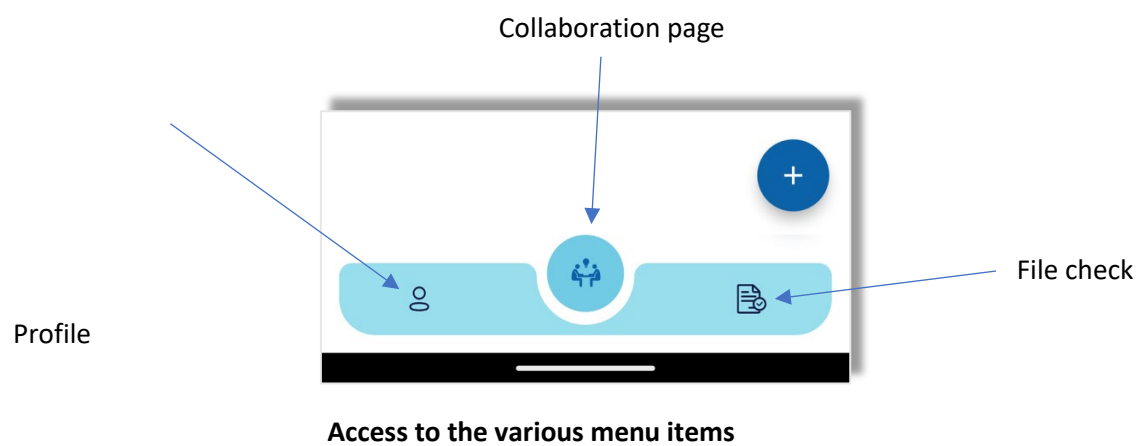 Collaboration page
+
File check
Profile
Access to the various menu items